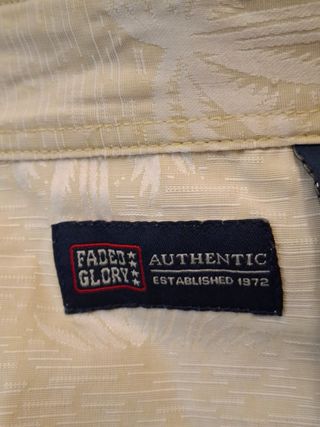 FADED
GLORY
AUTHENTIC
ESTABLISHED 1972